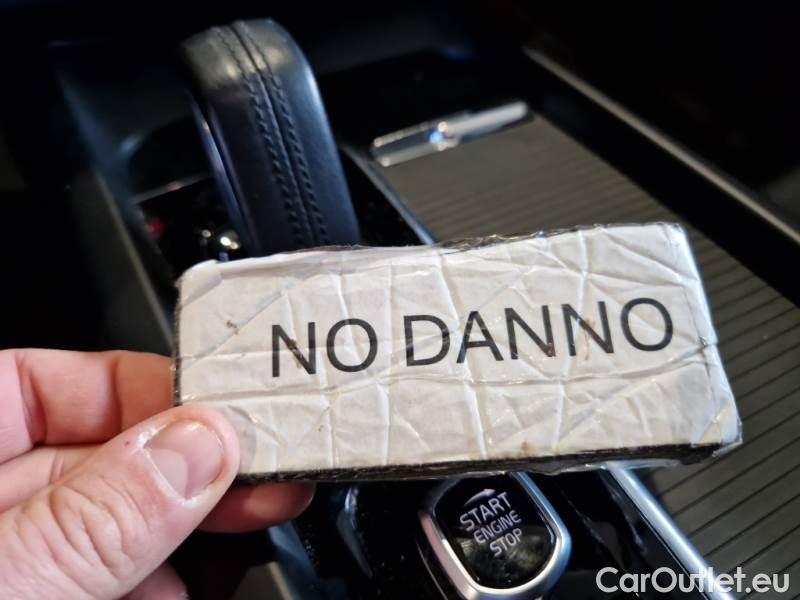 NO DANNO
START
ENGINE
STOP
CarOutlet.eu